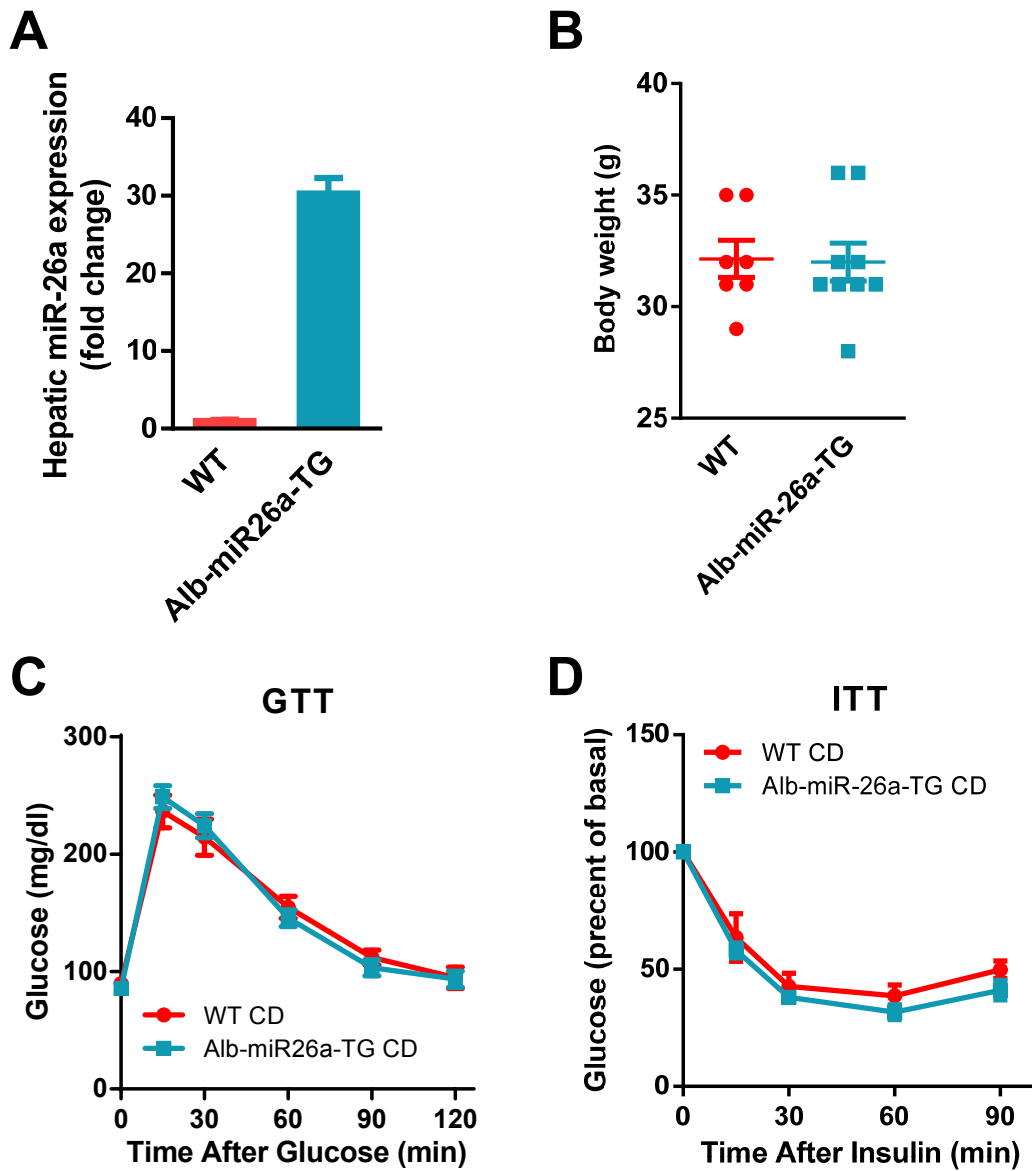 A
Hepatic miR-26a expression
(fold change)
40
30
20
10
0
WT
Alb-miR26a-TG
B
Body weight (g)
40
35
30
25
WT
Alb-miR-26a-TG
C
GTT
Glucose (mg/dl)
300
200
100
0
WT CD
Alb-miR26a-TG CD
0 30 60 90 120
Time After Glucose (min)
D
ITT
Glucose (precent of basal)
150
100
50
0
WT CD
Alb-miR-26a-TG CD
0 30 60 90
Time After Insulin (min)